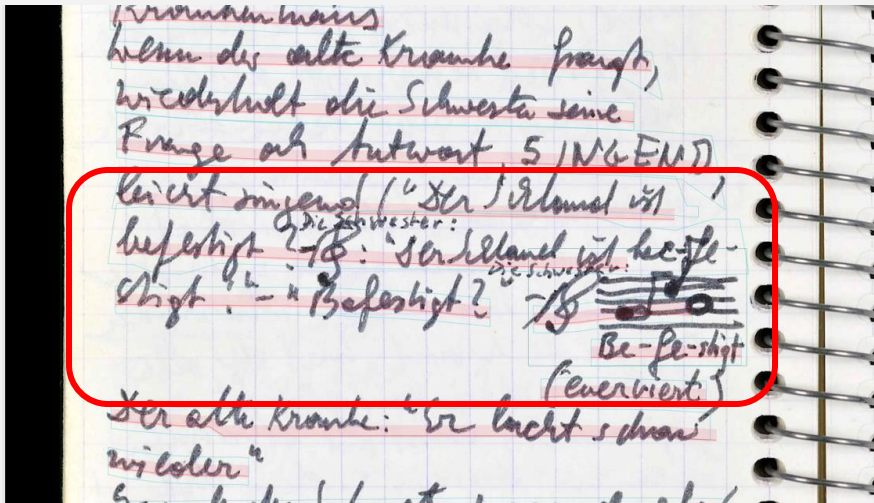 Krankenhaus
Wenn der alte Kranke fragt,
wiederholt die Schwester seine
Frage als Antwort, SINGEND,
leicht singend ("Der Irland ist
Die Schwester:
befestigt?" - : "Der Irland ist be-fe-
Die Schwester:
stigt!" - "Befestigt?"
Be-fe-stigt
(enerviert)
Der alte Kranke: "Er lacht schon
wieder"